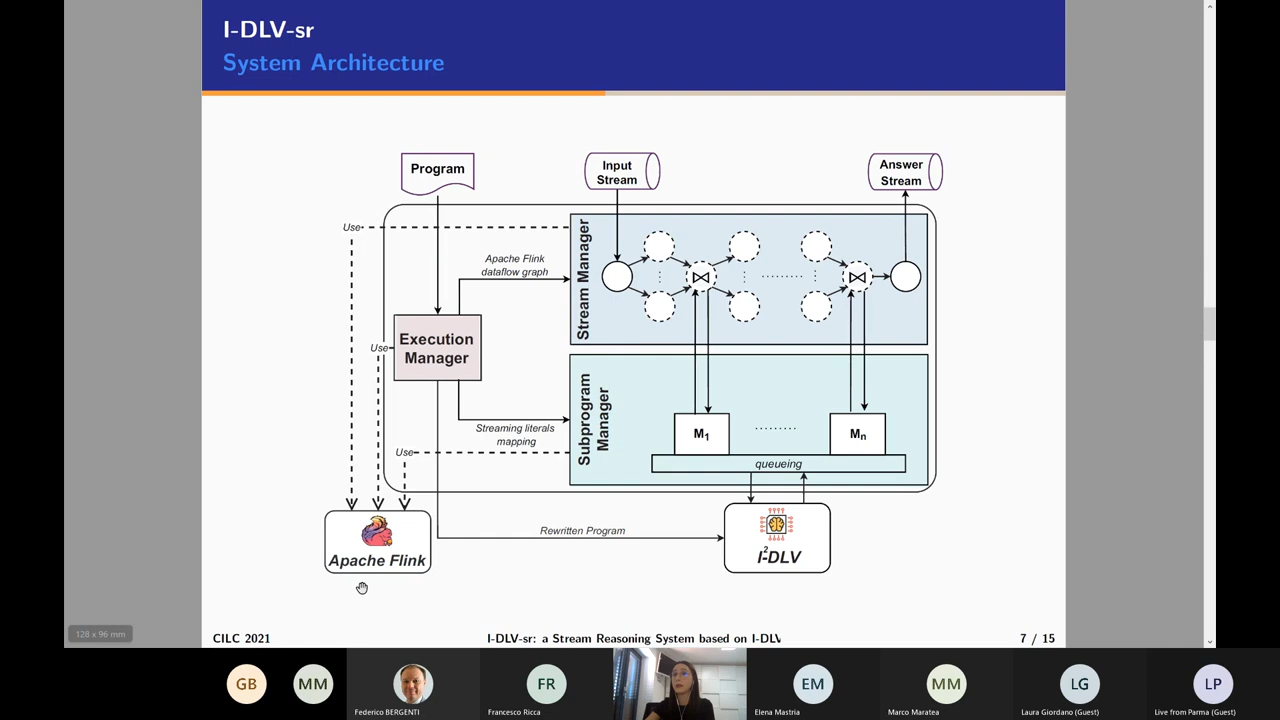 I-DLV-sr
System Architecture
Program
Input
Stream
Answer
Stream
Use
Apache Flink
dataflow graph
Stream Manager
Execution
Manager
Use
Streaming literals
mapping
Subprogram
Manager
M1
Mn
queueing
Use
Rewritten Program
Apache Flink
I2-DLV
128 x 96 mm
CILC 2021
I-DLV-sr: a Stream Reasoning System based on I-DLV
7 / 15
GB
MM
FR
EM
MM
LG
LP
Federico BERGENTI
Francesco Ricca
Elena Mastria
Marco Maratea
Laura Giordano (Guest)
Live from Parma (Guest)